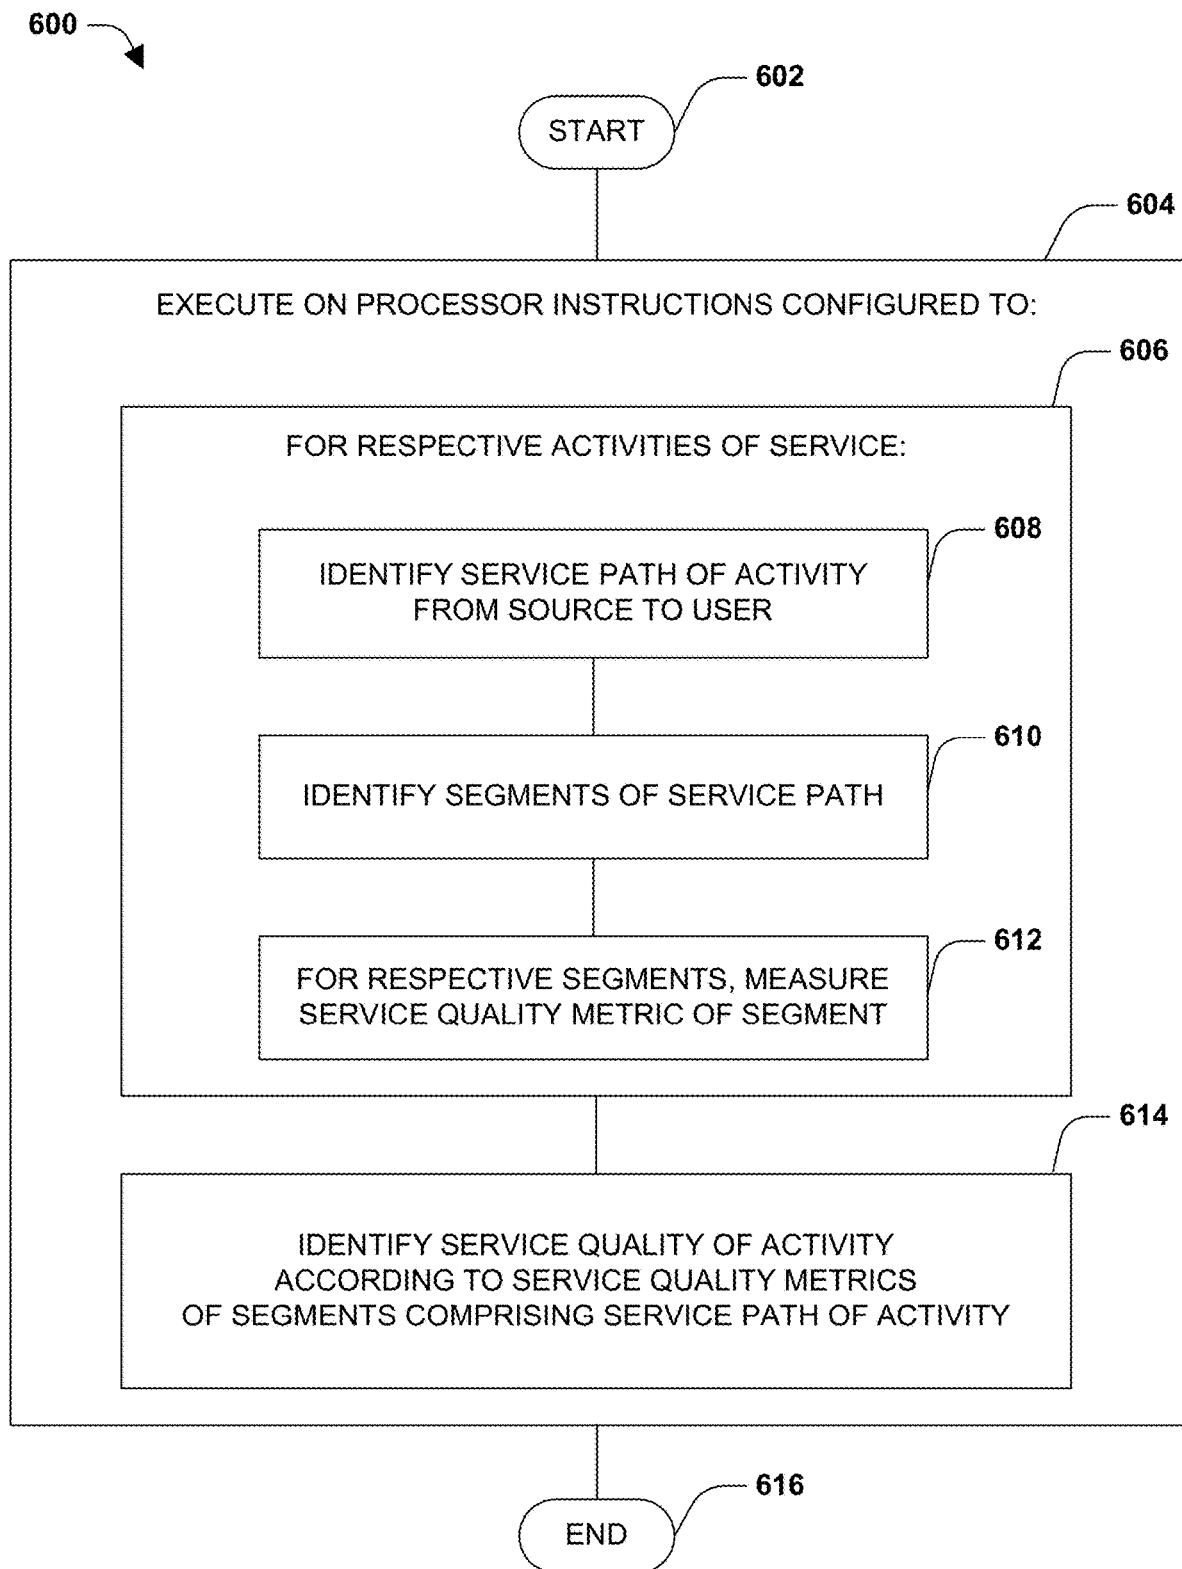 600
602
START
604
EXECUTE ON PROCESSOR INSTRUCTIONS CONFIGURED TO:
606
FOR RESPECTIVE ACTIVITIES OF SERVICE:
608
IDENTIFY SERVICE PATH OF ACTIVITY
FROM SOURCE TO USER
610
IDENTIFY SEGMENTS OF SERVICE PATH
612
FOR RESPECTIVE SEGMENTS, MEASURE
SERVICE QUALITY METRIC OF SEGMENT
614
IDENTIFY SERVICE QUALITY OF ACTIVITY
ACCORDING TO SERVICE QUALITY METRICS
OF SEGMENTS COMPRISING SERVICE PATH OF ACTIVITY
616
END